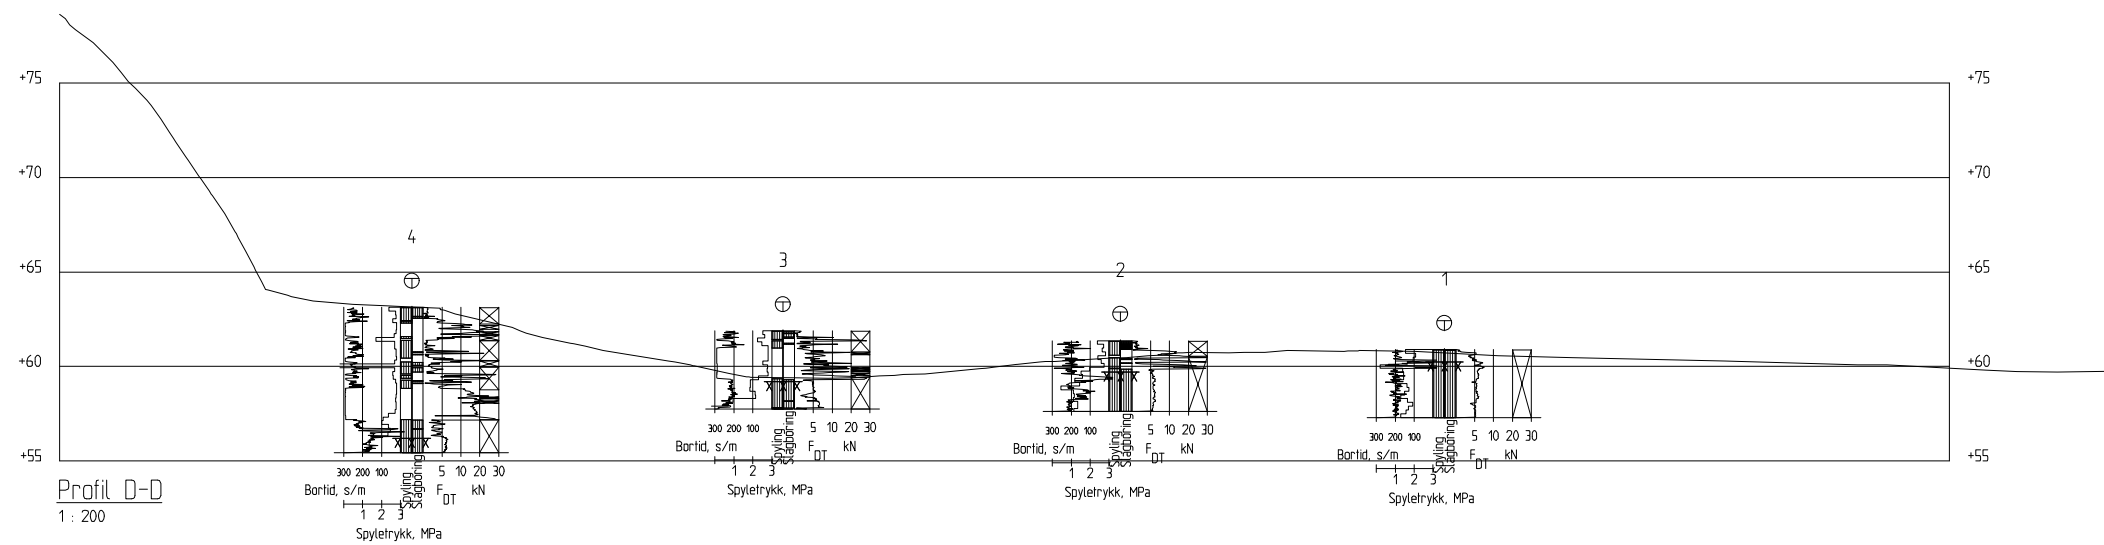 +75 +75
+70 +70
4
3
+65 +65
2
1
+60 +60
300 200 100 5 10 20 30
300 200 100 5 10 20 30
300 200 100 5 10 20 30
300 200 100 5 10 20 30
Bortid, s/m Spyling Slagboring F DT kN
Bortid, s/m Spyling Slagboring F DT kN
Bortid, s/m Spyling Slagboring F DT kN
Bortid, s/m Spyling Slagboring F DT kN
+55 +55
1 2 3
1 2 3
1 2 3
1 2 3
Spyletrykk, MPa
Spyletrykk, MPa
Spyletrykk, MPa
Spyletrykk, MPa
Profil D-D
1 : 200